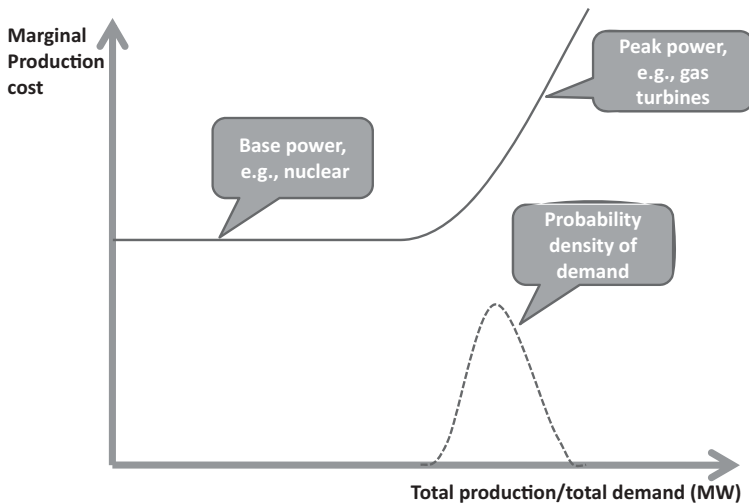 Marginal
Production
cost
Peak power,
e.g., gas
turbines
Base power,
e.g., nuclear
Probability
density of
demand
Total production/total demand (MW)